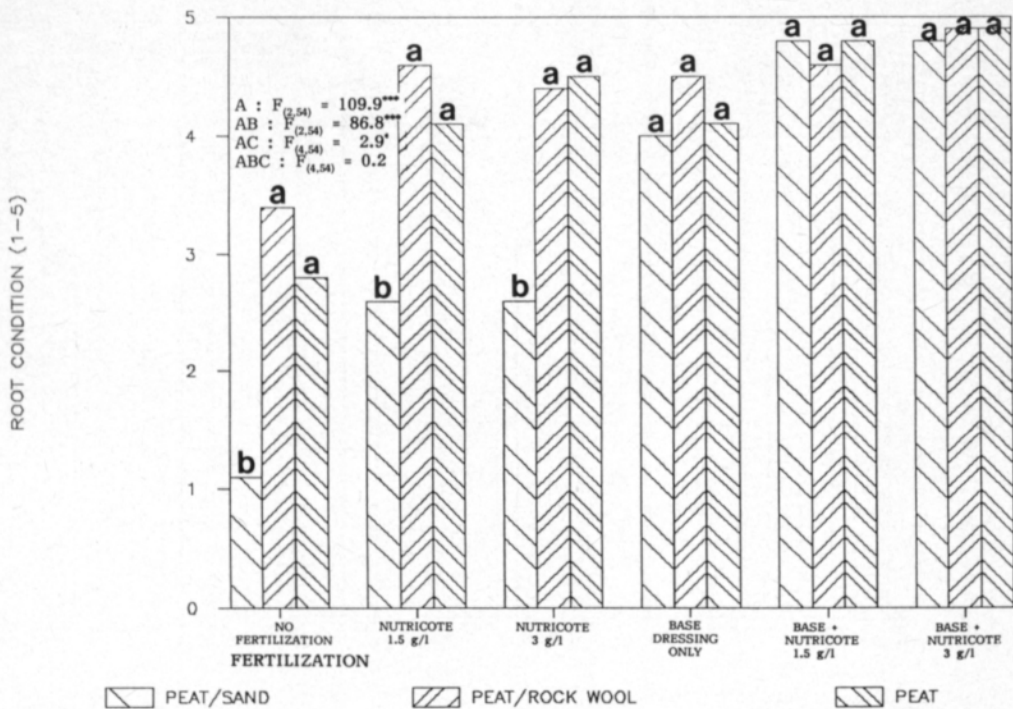 ROOT CONDITION (1-5)
5
4
3
2
1
0
A : F(2,54) = 109.9***
AB : F(2,54) = 86.8***
AC : F(4,54) = 2.9*
ABC : F(4,54) = 0.2
b a a
b a a
b a a
a a a
a a a
a a a
NO FERTILIZATION
NUTRICOTE 1.5 g/l
NUTRICOTE 3 g/l
BASE DRESSING ONLY
BASE + NUTRICOTE 1.5 g/l
BASE + NUTRICOTE 3 g/l
FERTILIZATION
PEAT/SAND PEAT/ROCK WOOL PEAT